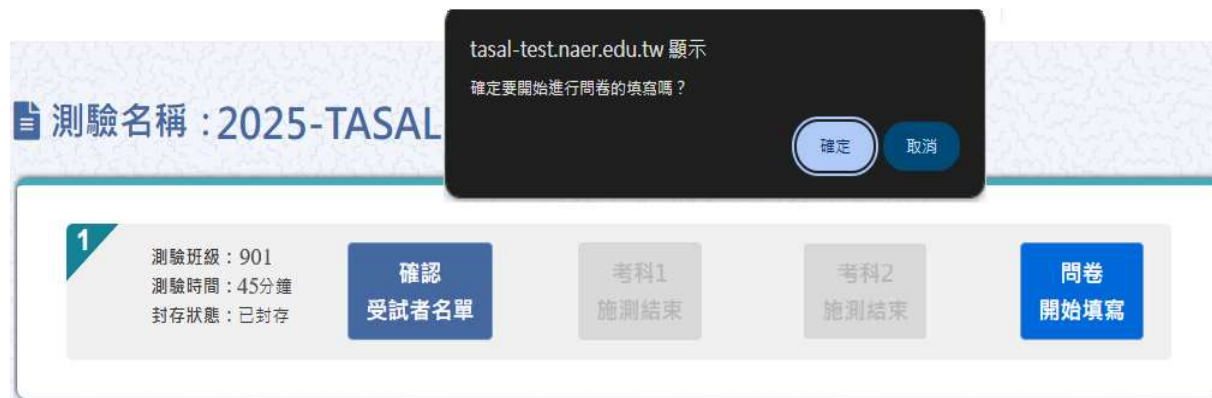 tasal-test.naer.edu.tw 顯示
確定要開始進行問卷的填寫嗎？
確定
取消
測驗名稱：2025-TASAL
1
測驗班級：901
測驗時間：45分鐘
封存狀態：已封存
確認
受試者名單
考科1
施測結束
考科2
施測結束
問卷
開始填寫